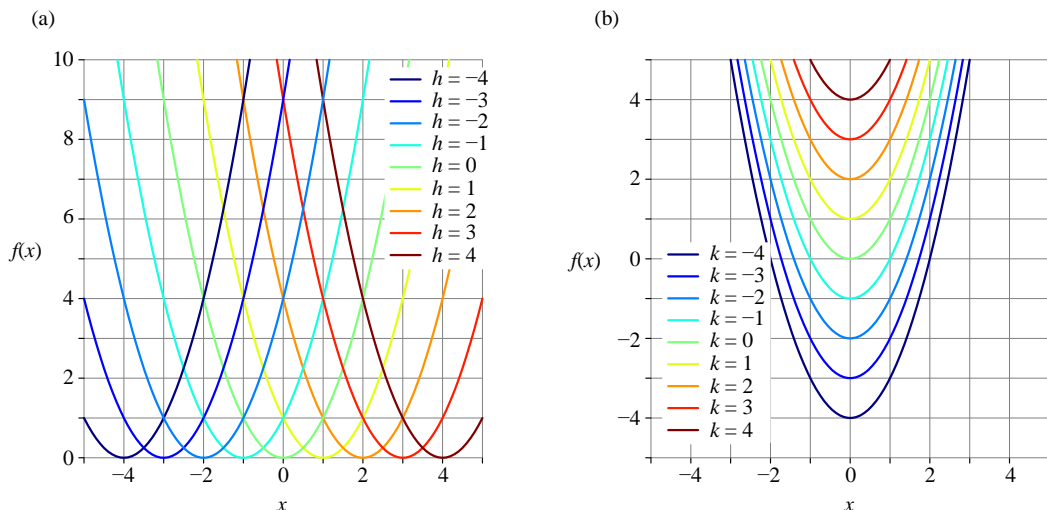 (a)
10
8
6
f(x)
4
2
0
−4
−2
0
2
4
x
h = −4
h = −3
h = −2
h = −1
h = 0
h = 1
h = 2
h = 3
h = 4
(b)
4
2
f(x)
0
−2
−4
−4
−2
0
2
4
x
k = −4
k = −3
k = −2
k = −1
k = 0
k = 1
k = 2
k = 3
k = 4